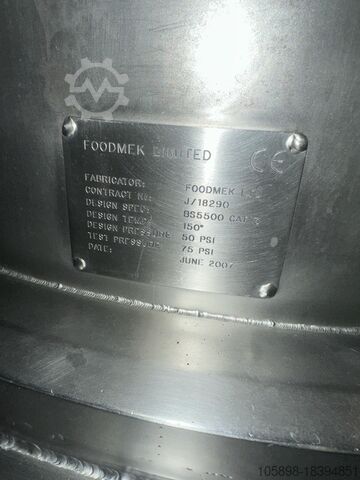 FOODMEK LIMITED
CE
FABRICATOR: FOODMEK
CONTRACT No: J/18290
DESIGN SPEC: BS5500 CAT 3
DESIGN TEMP: 150°
DESIGN PRESSURE 50 PSI
TEST PRESSURE 75 PSI
DATE: JUNE 2007
105898-18394851